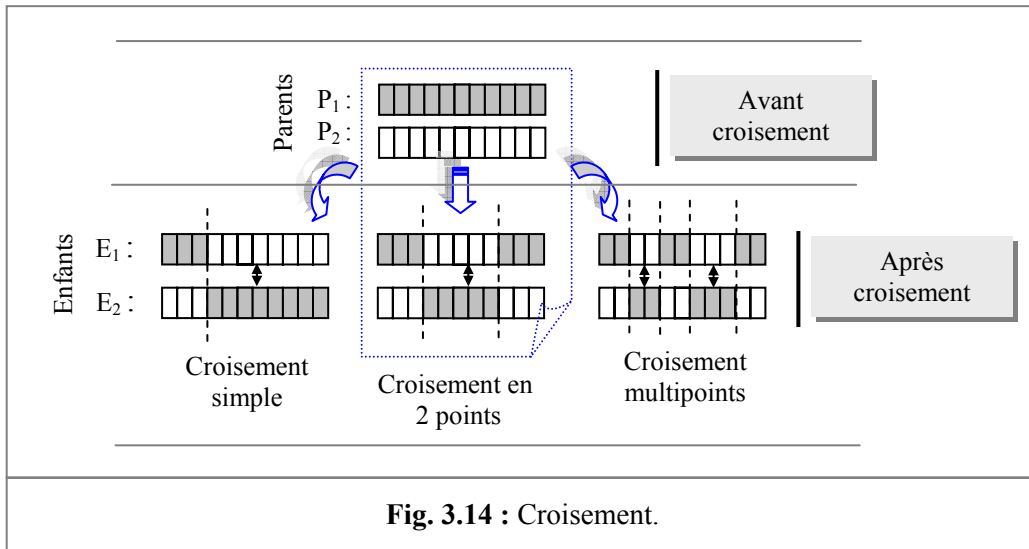 Parents
P1 :
P2 :
Avant
croisement
Enfants
E1 :
E2 :
Après
croisement
Croisement
simple
Croisement en
2 points
Croisement
multipoints
Fig. 3.14 : Croisement.